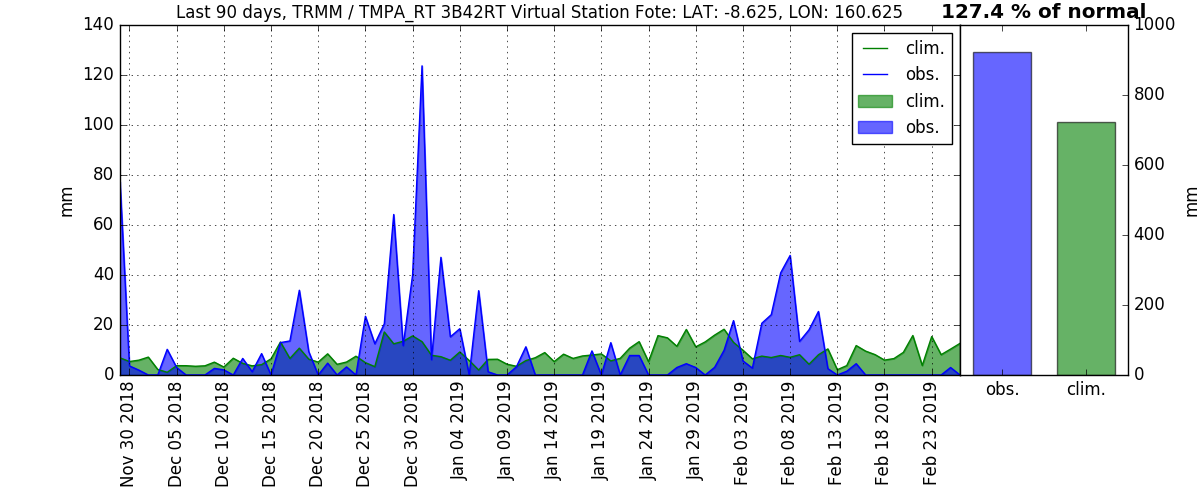 Last 90 days, TRMM / TMPA_RT 3B42RT Virtual Station Fote: LAT: -8.625, LON: 160.625
127.4 % of normal
140
120
100
80
60
40
20
0
mm
clim.
obs.
clim.
obs.
1000
800
600
400
200
0
mm
Nov 30 2018
Dec 05 2018
Dec 10 2018
Dec 15 2018
Dec 20 2018
Dec 25 2018
Dec 30 2018
Jan 04 2019
Jan 09 2019
Jan 14 2019
Jan 19 2019
Jan 24 2019
Jan 29 2019
Feb 03 2019
Feb 08 2019
Feb 13 2019
Feb 18 2019
Feb 23 2019
obs.
clim.